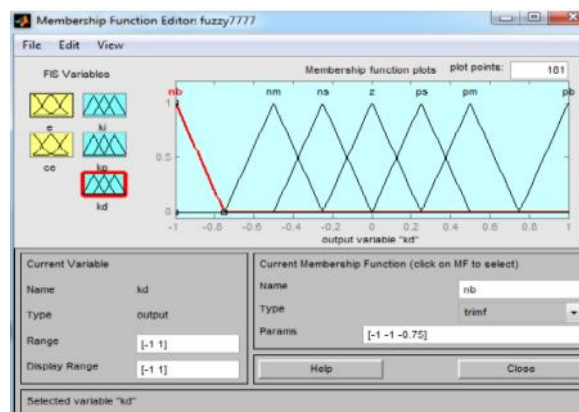 Membership Function Editor: fuzzy7777
File Edit View
FIS Variables
e
ki
ce
kp
kd
Membership function plots
plot points:
181
nb nm ns z ps pm pb
1
0.5
0
-1 -0.8 -0.6 -0.4 -0.2 0 0.2 0.4 0.6 0.8 1
output variable "kd"
Current Variable
Name kd
Type output
Range [-1 1]
Display Range [-1 1]
Current Membership Function (click on MF to select)
Name nb
Type trimf
Params [-1 -1 -0.75]
Help Close
Selected variable "kd"